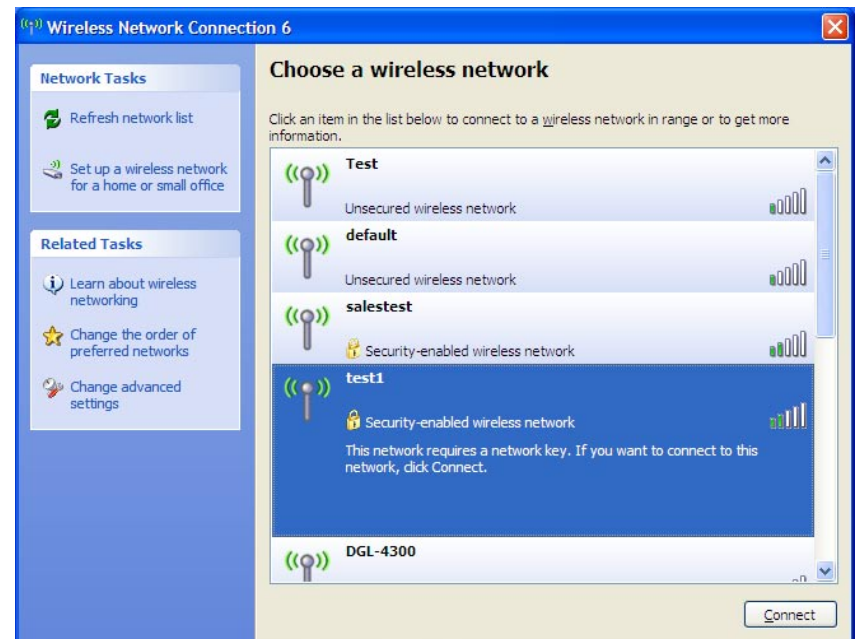 Wireless Network Connection 6
Network Tasks
Refresh network list
Set up a wireless network
for a home or small office
Related Tasks
Learn about wireless
networking
Change the order of
preferred networks
Change advanced
settings
Choose a wireless network
Click an item in the list below to connect to a wireless network in range or to get more
information.
Test
Unsecured wireless network
default
Unsecured wireless network
salestest
Security-enabled wireless network
test1
Security-enabled wireless network
This network requires a network key. If you want to connect to this
network, click Connect.
DGL-4300
Connect